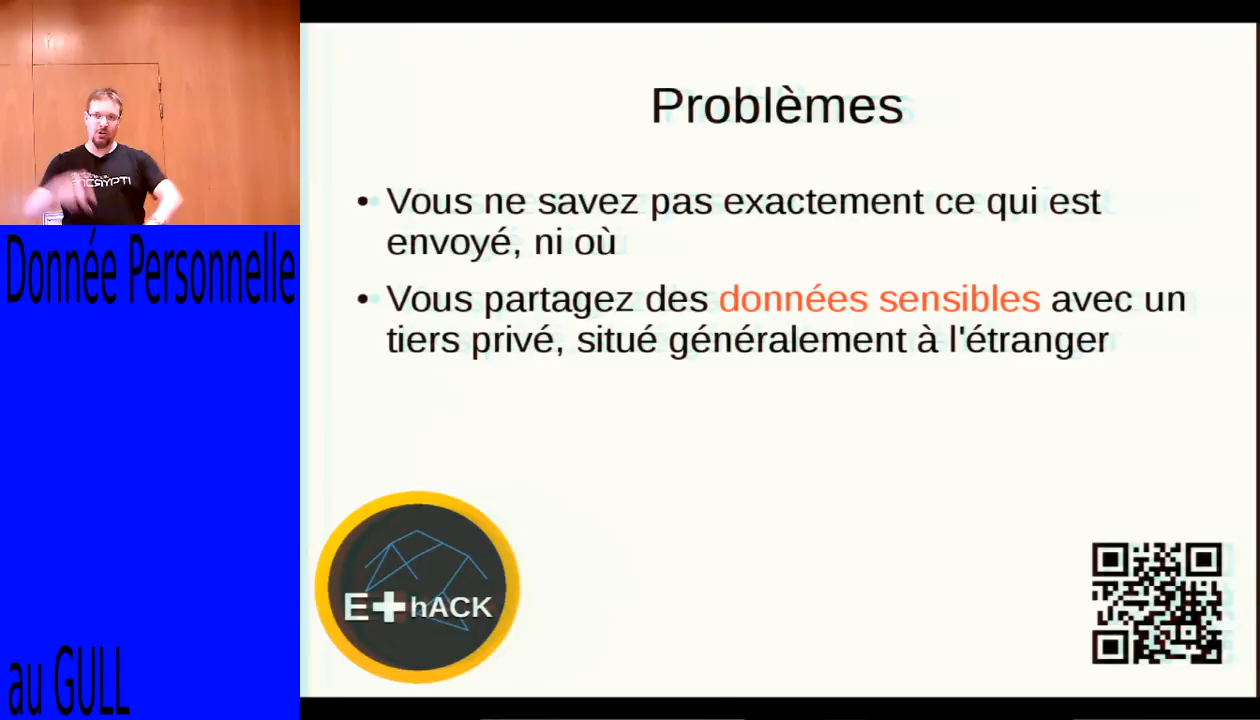 Problèmes
• Vous ne savez pas exactement ce qui est
envoyé, ni où
• Vous partagez des données sensibles avec un
tiers privé, situé généralement à l'étranger
E+hACK
Donnée Personnelle
au GULL